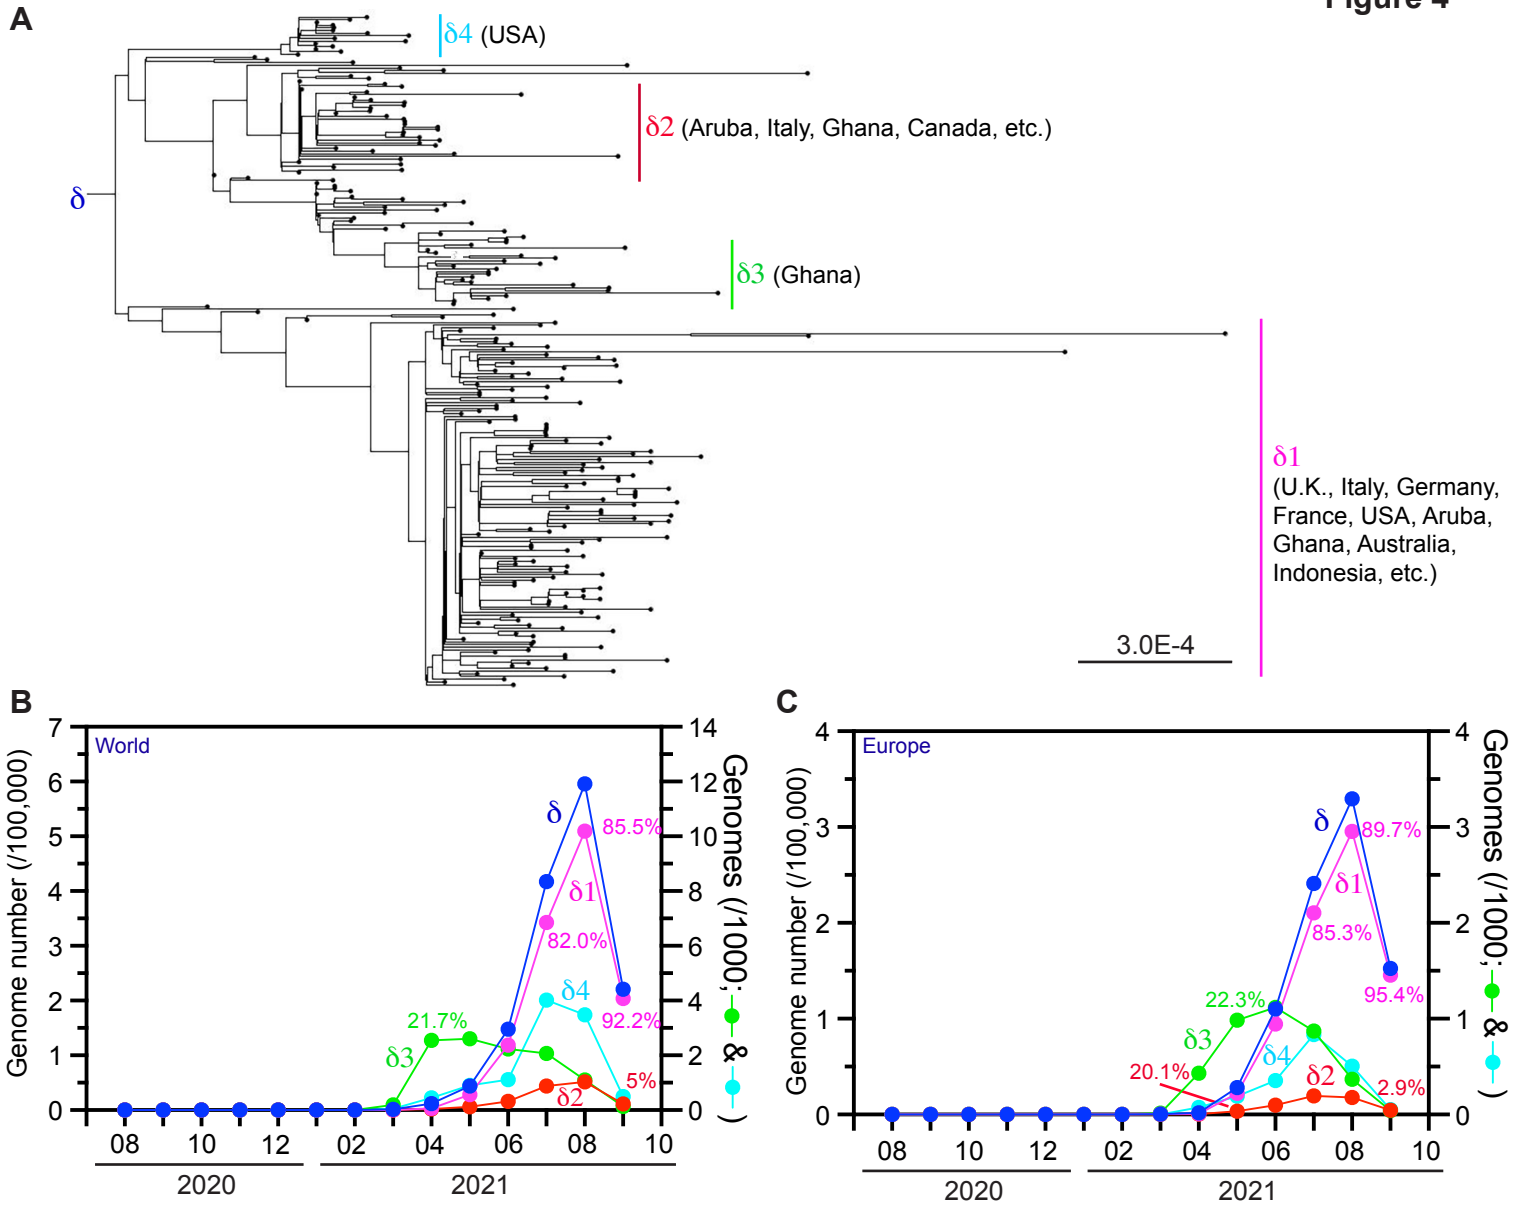 Figure 4
A
δ4 (USA)
δ2 (Aruba, Italy, Ghana, Canada, etc.)
δ
δ3 (Ghana)
δ1
(U.K., Italy, Germany,
France, USA, Aruba,
Ghana, Australia,
Indonesia, etc.)
3.0E-4
B
World
Genome number (/100,000)
7
6
5
4
3
2
1
0
14
12
10
8
6
4
2
0
Genomes (/1000; & )
δ
85.5%
δ1
82.0%
δ4
92.2%
21.7%
δ3
5%
δ2
08 10 12 02 04 06 08 10
2020 2021
C
Europe
Genome number (/100,000)
4
3
2
1
0
4
3
2
1
0
Genomes (/1000; & )
δ
89.7%
δ1
85.3%
95.4%
22.3%
δ3
δ4
20.1%
δ2
2.9%
08 10 12 02 04 06 08 10
2020 2021